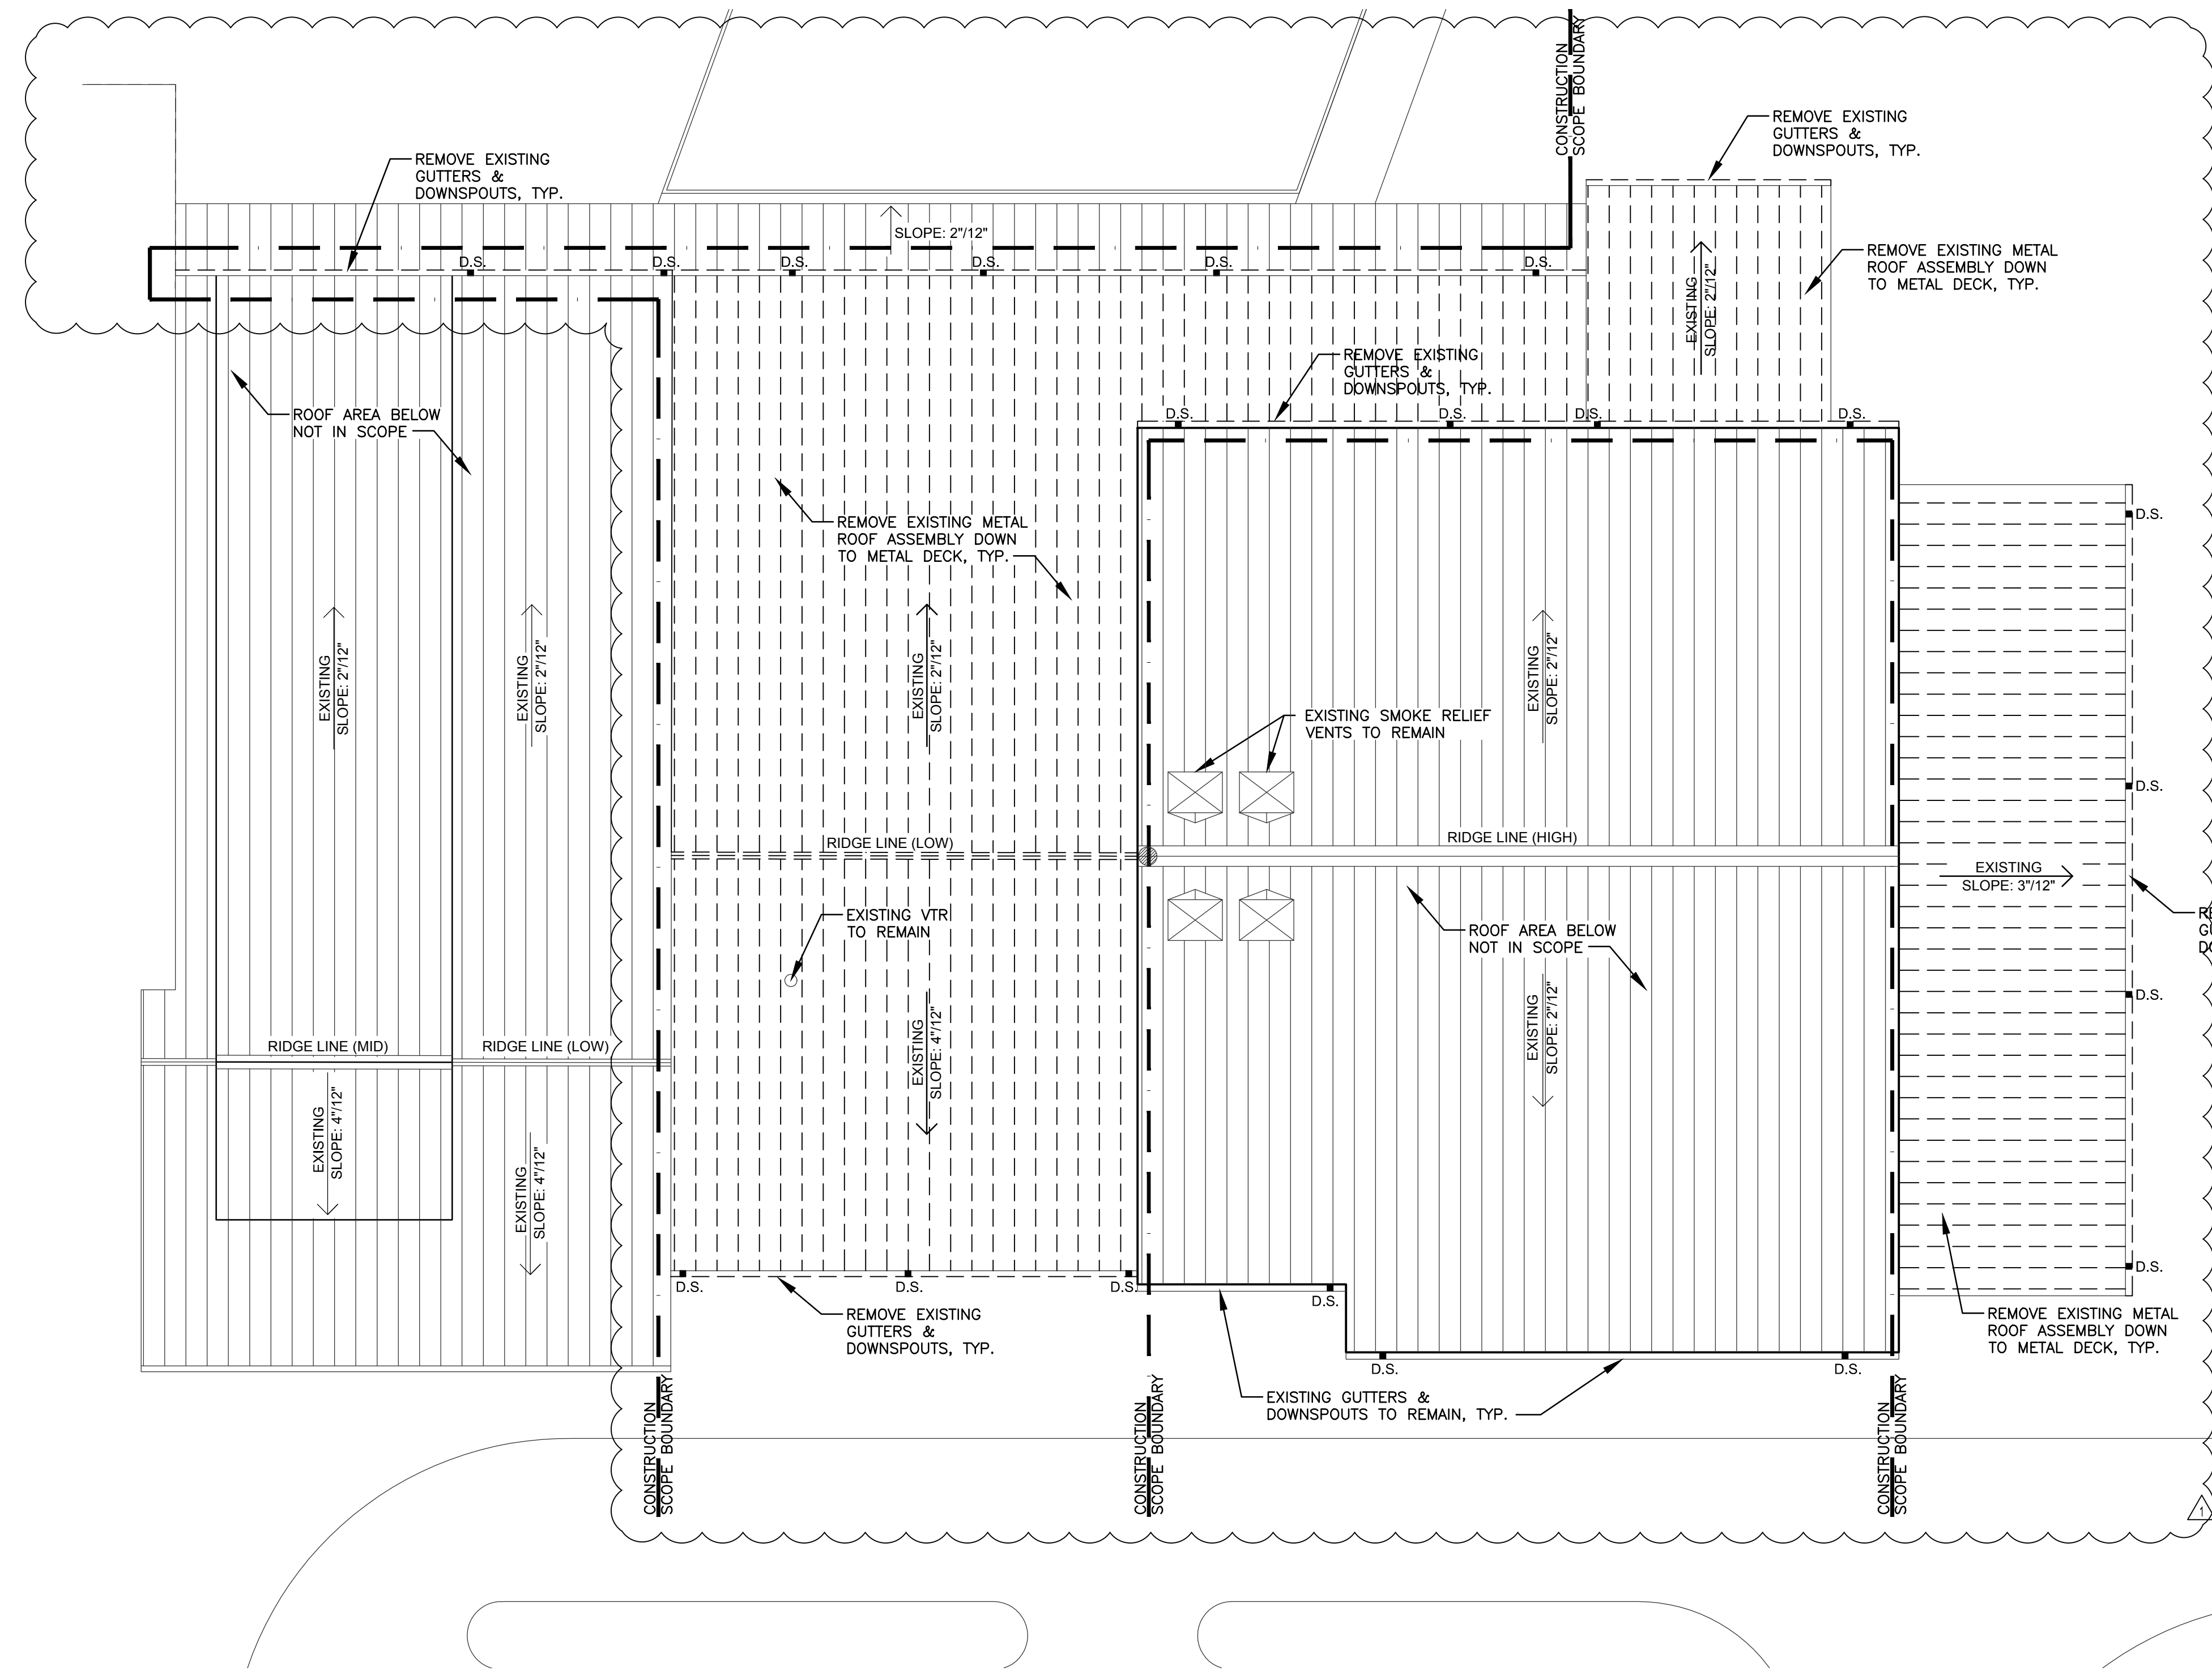 CONSTRUCTION
SCOPE BOUNDARY
REMOVE EXISTING
GUTTERS &
DOWNSPOUTS, TYP.
REMOVE EXISTING
GUTTERS &
DOWNSPOUTS, TYP.
SLOPE: 2"/12"
D.S.
D.S.
D.S.
D.S.
D.S.
D.S.
REMOVE EXISTING METAL
ROOF ASSEMBLY DOWN
TO METAL DECK, TYP.
EXISTING
SLOPE: 2"/12"
REMOVE EXISTING
GUTTERS &
DOWNSPOUTS, TYP.
ROOF AREA BELOW
NOT IN SCOPE
D.S.
D.S.
D.S.
D.S.
REMOVE EXISTING METAL
ROOF ASSEMBLY DOWN
TO METAL DECK, TYP.
D.S.
EXISTING
SLOPE: 2"/12"
EXISTING
SLOPE: 2"/12"
EXISTING
SLOPE: 2"/12"
EXISTING
SLOPE: 2"/12"
EXISTING SMOKE RELIEF
VENTS TO REMAIN
D.S.
RIDGE LINE (LOW)
RIDGE LINE (HIGH)
EXISTING
SLOPE: 3"/12"
EXISTING VTR
TO REMAIN
ROOF AREA BELOW
NOT IN SCOPE
D.S.
RIDGE LINE (MID)
RIDGE LINE (LOW)
EXISTING
SLOPE: 4"/12"
EXISTING
SLOPE: 2"/12"
EXISTING
SLOPE: 4"/12"
EXISTING
SLOPE: 4"/12"
D.S.
D.S.
D.S.
D.S.
D.S.
REMOVE EXISTING
GUTTERS &
DOWNSPOUTS, TYP.
REMOVE EXISTING METAL
ROOF ASSEMBLY DOWN
TO METAL DECK, TYP.
D.S.
D.S.
EXISTING GUTTERS &
DOWNSPOUTS TO REMAIN, TYP.
CONSTRUCTION
SCOPE BOUNDARY
CONSTRUCTION
SCOPE BOUNDARY
CONSTRUCTION
SCOPE BOUNDARY
1